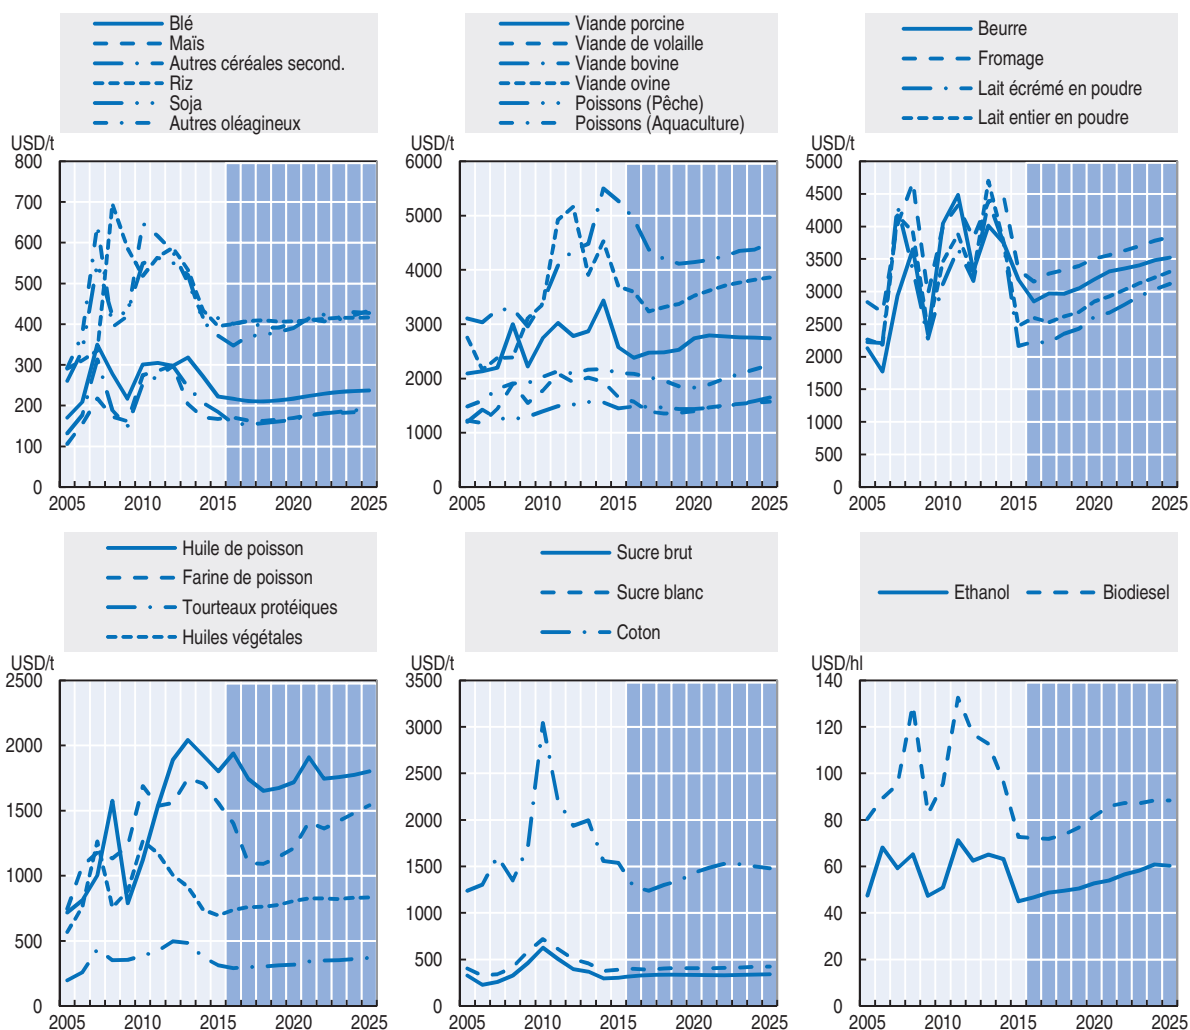 Blé
Maïs
Autres céréales second.
Riz
Soja
Autres oléagineux
USD/t
800
700
600
500
400
300
200
100
0
2005 2010 2015 2020 2025
Viande porcine
Viande de volaille
Viande bovine
Viande ovine
Poissons (Pêche)
Poissons (Aquaculture)
USD/t
6000
5000
4000
3000
2000
1000
0
2005 2010 2015 2020 2025
Beurre
Fromage
Lait écrémé en poudre
Lait entier en poudre
USD/t
5000
4500
4000
3500
3000
2500
2000
1500
1000
500
0
2005 2010 2015 2020 2025
Huile de poisson
Farine de poisson
Tourteaux protéiques
Huiles végétales
USD/t
2500
2000
1500
1000
500
0
2005 2010 2015 2020 2025
Sucre brut
Sucre blanc
Coton
USD/t
3500
3000
2500
2000
1500
1000
500
0
2005 2010 2015 2020 2025
Ethanol Biodiesel
USD/hl
140
120
100
80
60
40
20
0
2005 2010 2015 2020 2025